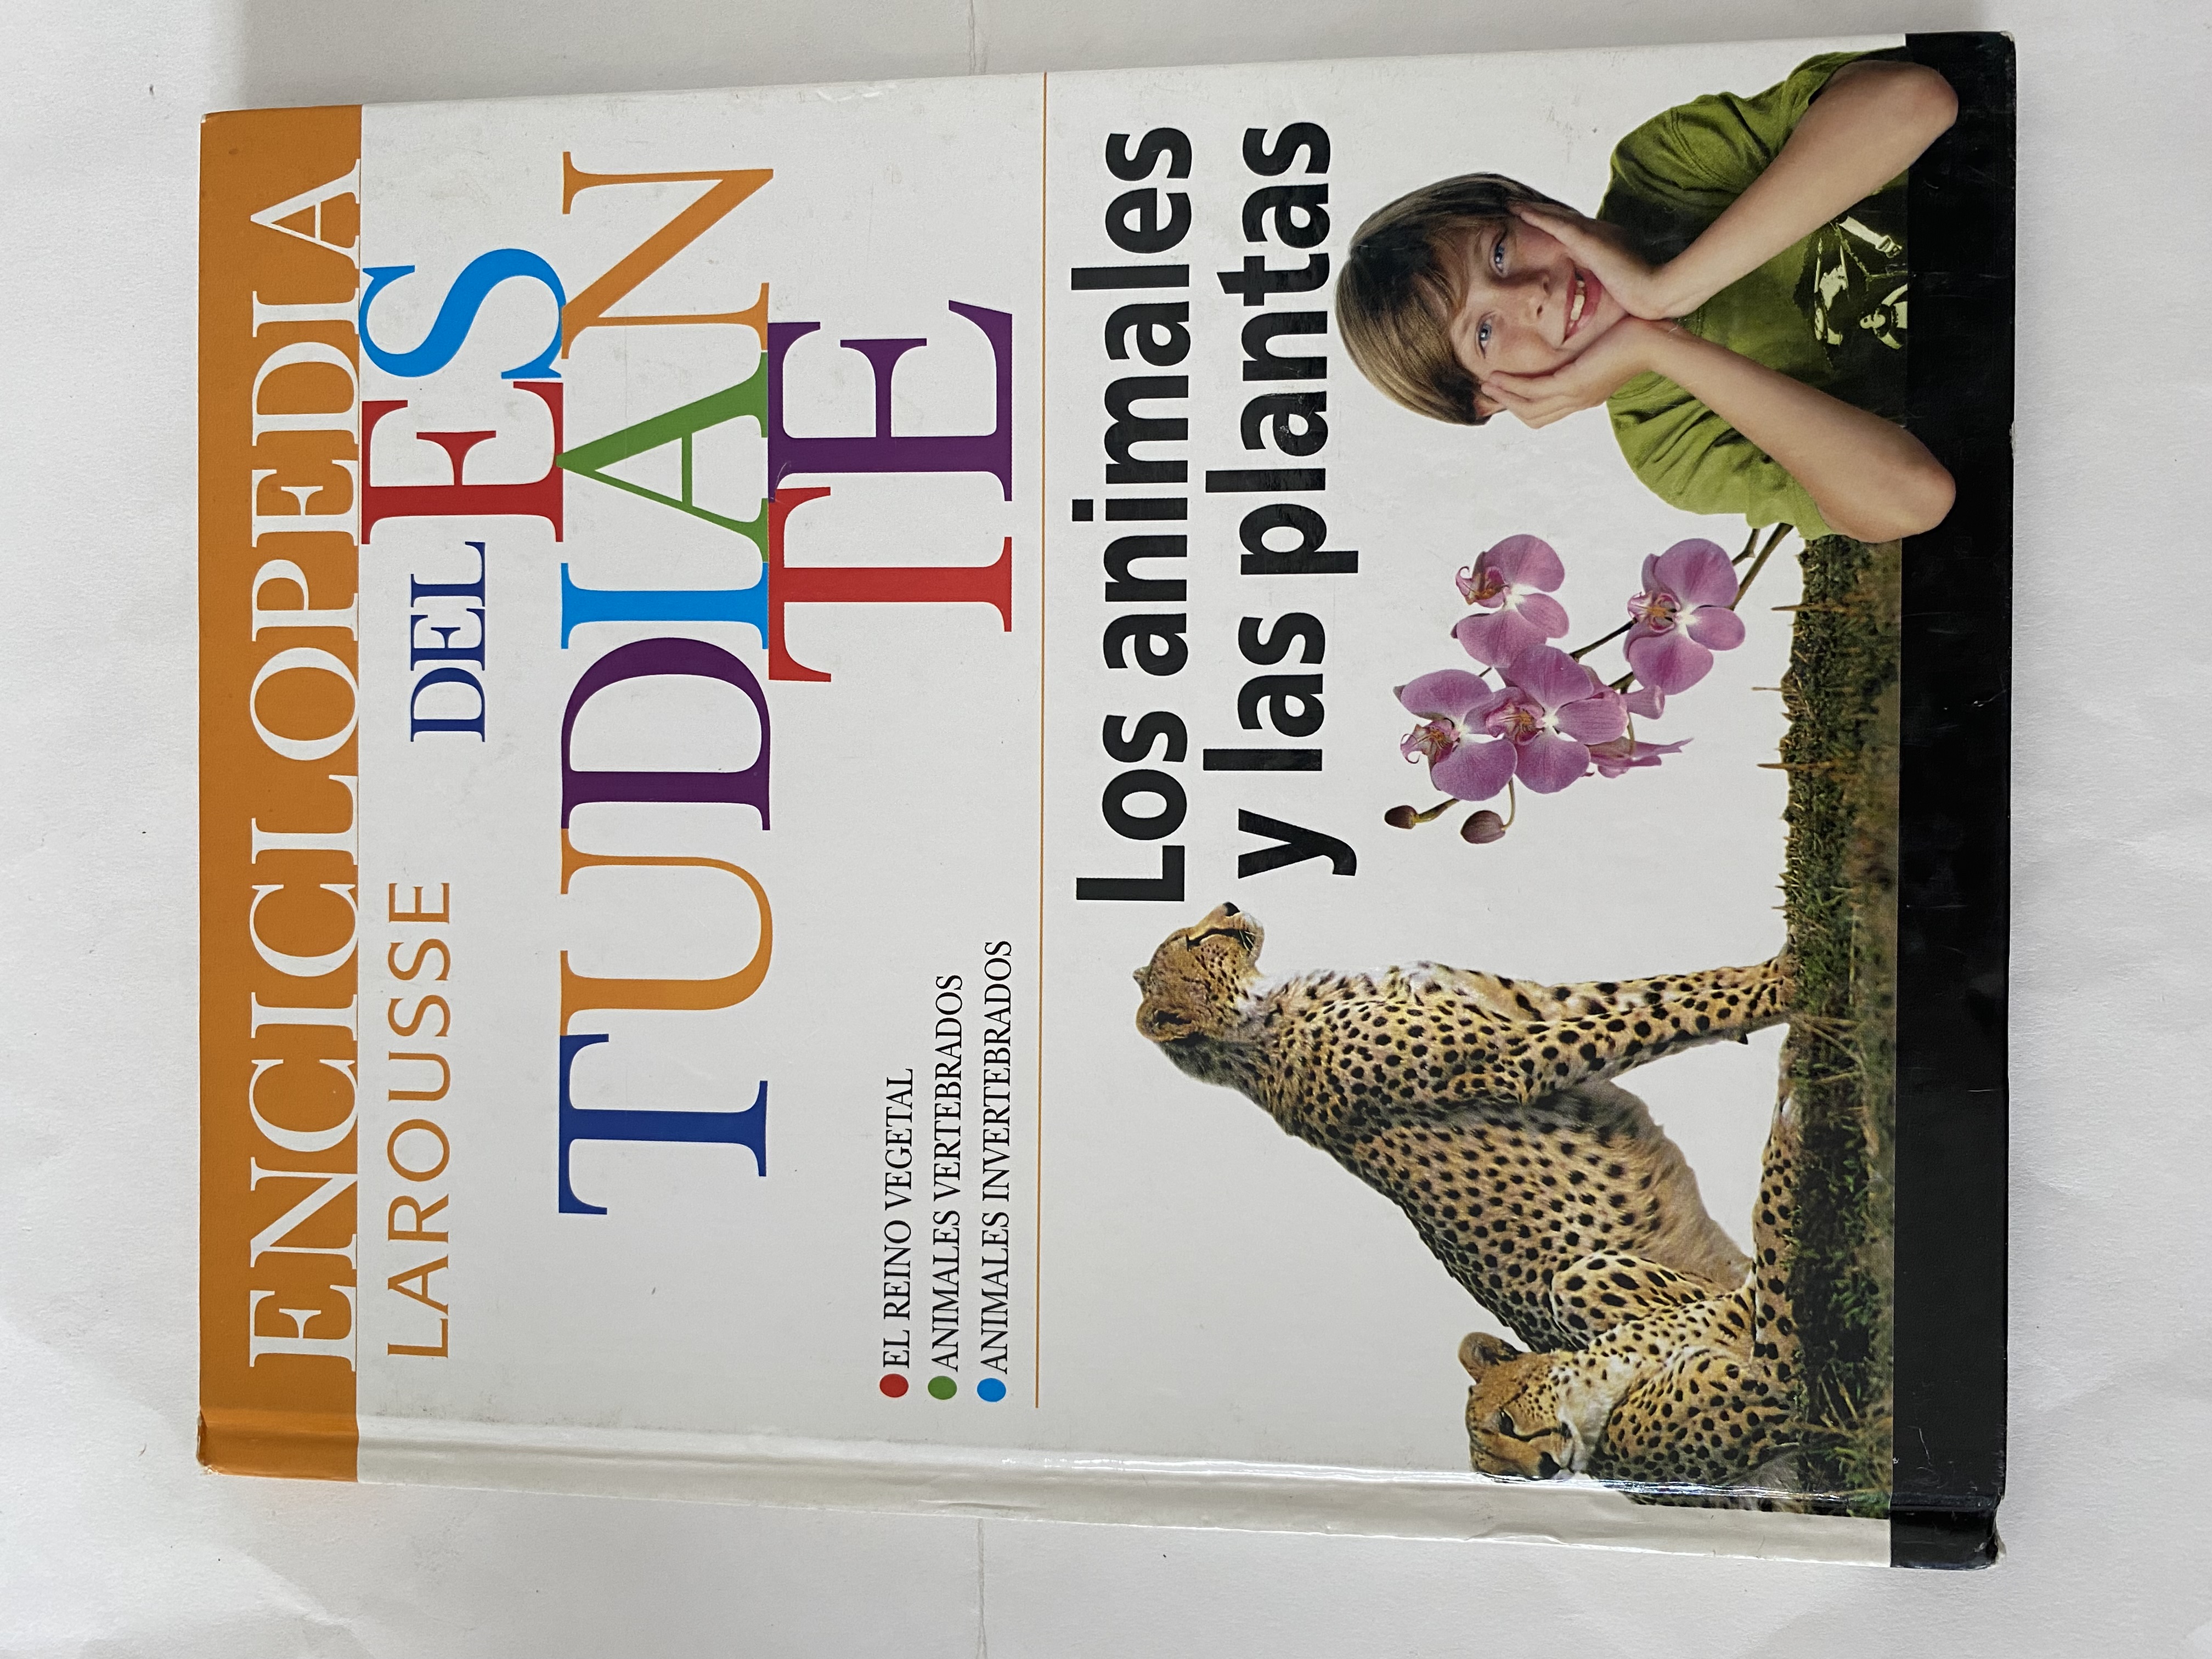 ENCICLOPEDIA
LAROUSSE
DEL ES
TUDIAN
TE
EL REINO VEGETAL
ANIMALES VERTEBRADOS
ANIMALES INVERTEBRADOS
Los animales
y las plantas